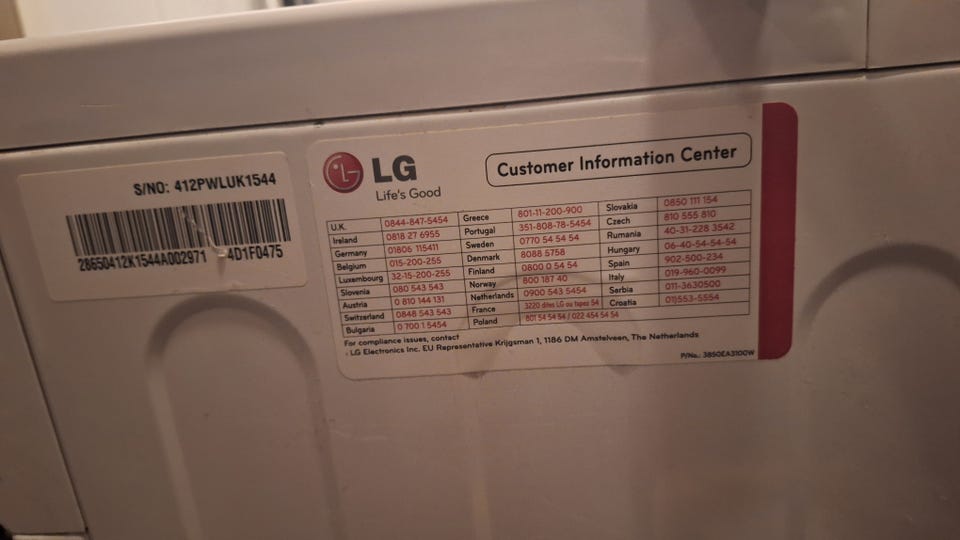 S/NO: 412PWLUK1544
28650412K1544A002971 4D1F0475
LG
Life's Good
Customer Information Center
U.K. 0844-847-5454 Greece 801-11-200-900 Slovakia 0850 111 154
Ireland 0818 27 6955 Portugal 351-808-78-5454 Czech 810 555 810
Germany 01806 115411 Sweden 0770 54 54 54 Rumania 40-31-228 3542
Belgium 015-200-255 Denmark 8088 5758 Hungary 06-40-54-54-54
Luxembourg 32-15-200-255 Finland 0800 0 54 54 Spain 902-500-234
Slovenia 080 543 543 Norway 800 187 40 Italy 019-960-0099
Austria 0 810 144 131 Netherlands 0900 543 5454 Serbia 011-3630500
Switzerland 0848 543 543 France 3220 dites LG ou tapez 54 Croatia 01)553-5554
Bulgaria 0 700 1 5454 Poland 801 54 54 54 / 022 454 54 54
For compliance issues, contact
: LG Electronics Inc. EU Representative Krijgsman 1, 1186 DM Amstelveen, The Netherlands
P/No.: 3850EA3100W